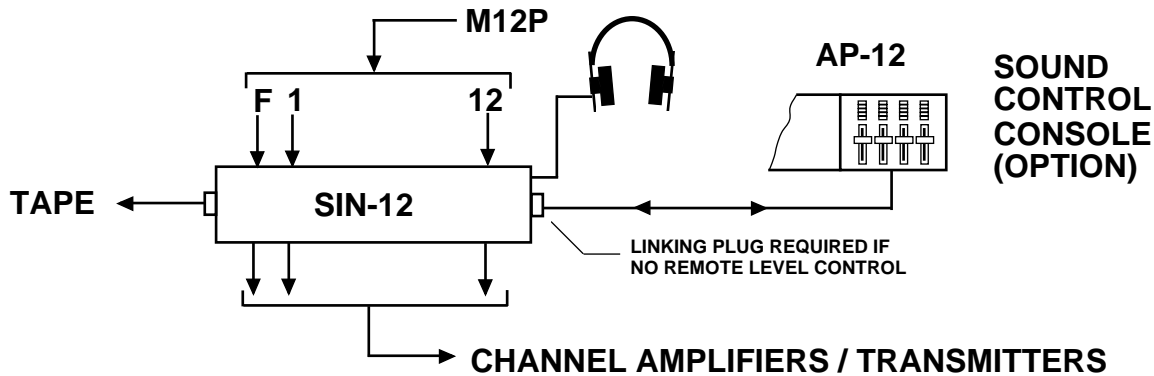 M12P
AP-12
SOUND
CONTROL
CONSOLE
(OPTION)
F 1 12
TAPE
SIN-12
LINKING PLUG REQUIRED IF
NO REMOTE LEVEL CONTROL
CHANNEL AMPLIFIERS / TRANSMITTERS